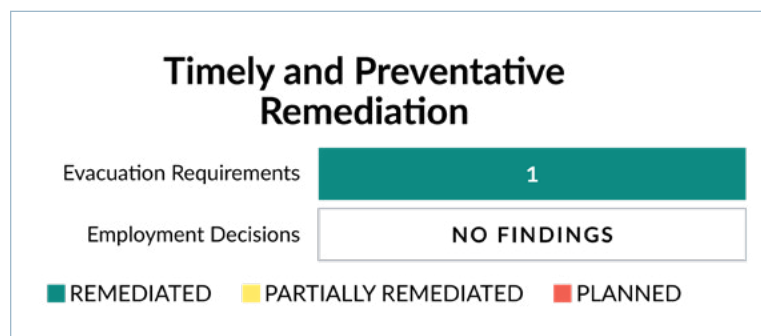 Timely and Preventative
Remediation
Evacuation Requirements
1
Employment Decisions
NO FINDINGS
REMEDIATED PARTIALLY REMEDIATED PLANNED